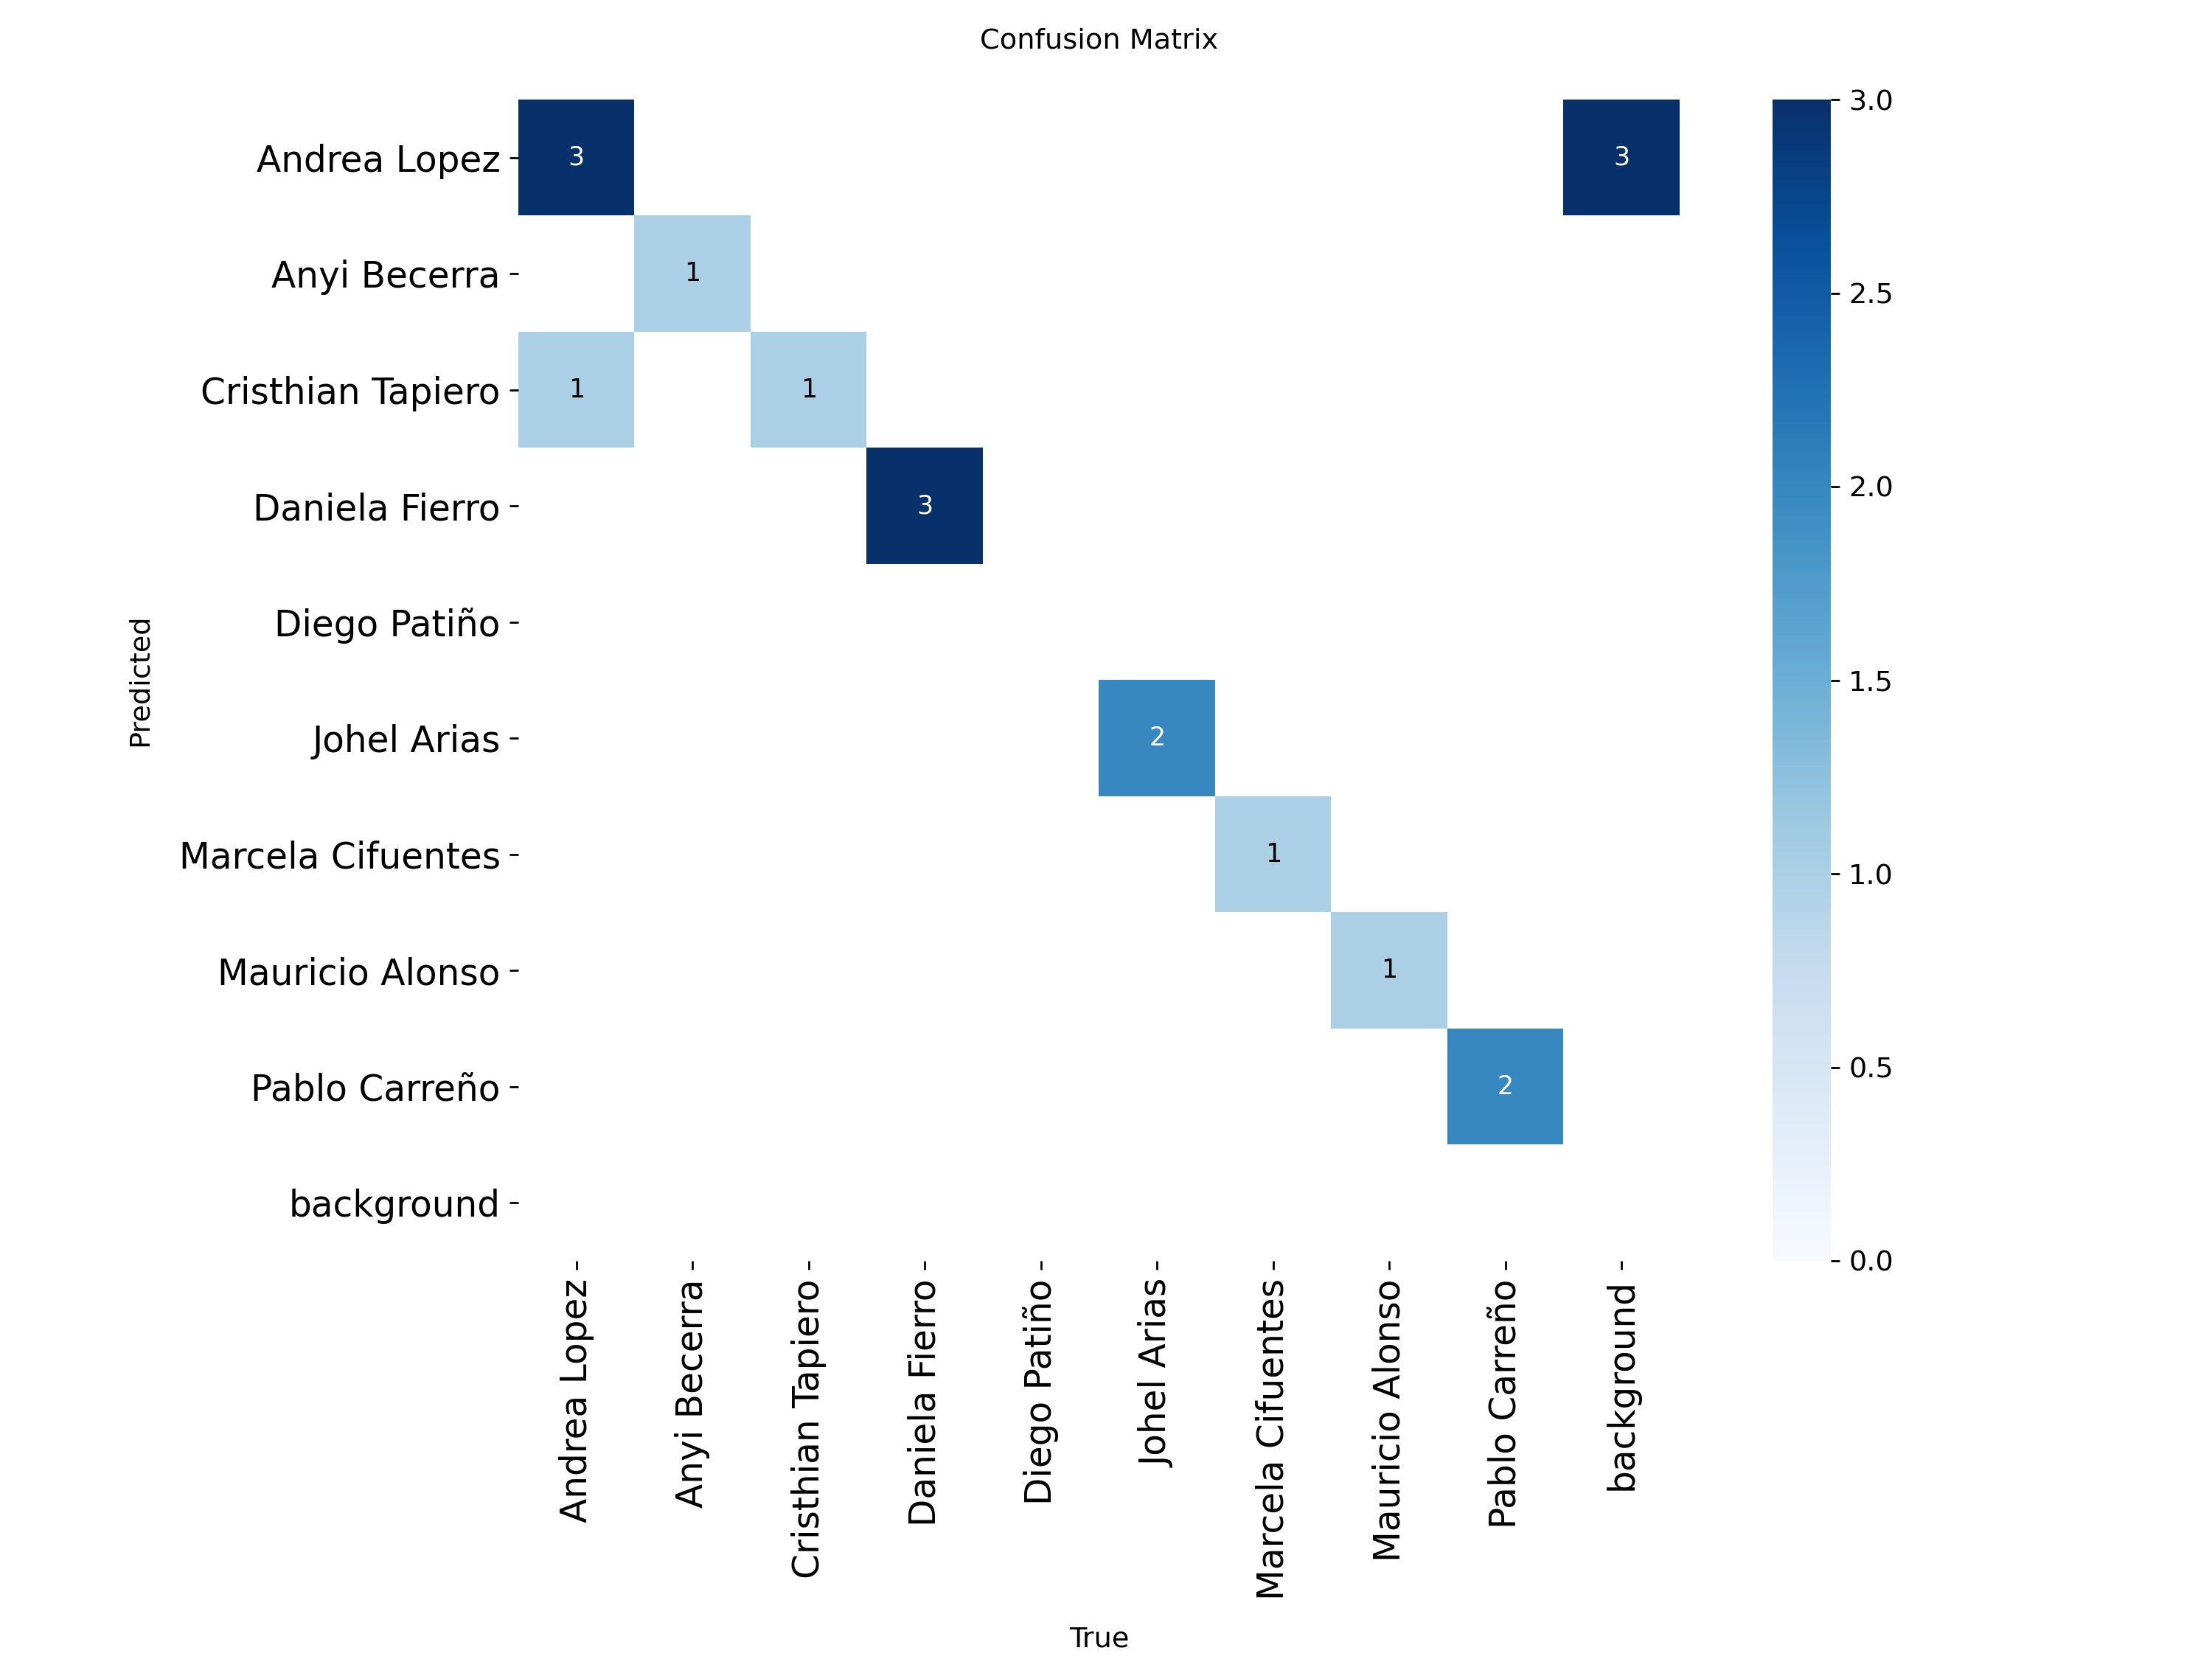 Confusion Matrix
Andrea Lopez
3
3
Anyi Becerra
1
Cristhian Tapiero
1
1
Daniela Fierro
3
Diego Patiño
Johel Arias
2
Marcela Cifuentes
1
Mauricio Alonso
1
Pablo Carreño
2
background
Predicted
3.0
2.5
2.0
1.5
1.0
0.5
0.0
Andrea Lopez
Anyi Becerra
Cristhian Tapiero
Daniela Fierro
Diego Patiño
Johel Arias
Marcela Cifuentes
Mauricio Alonso
Pablo Carreño
background
True